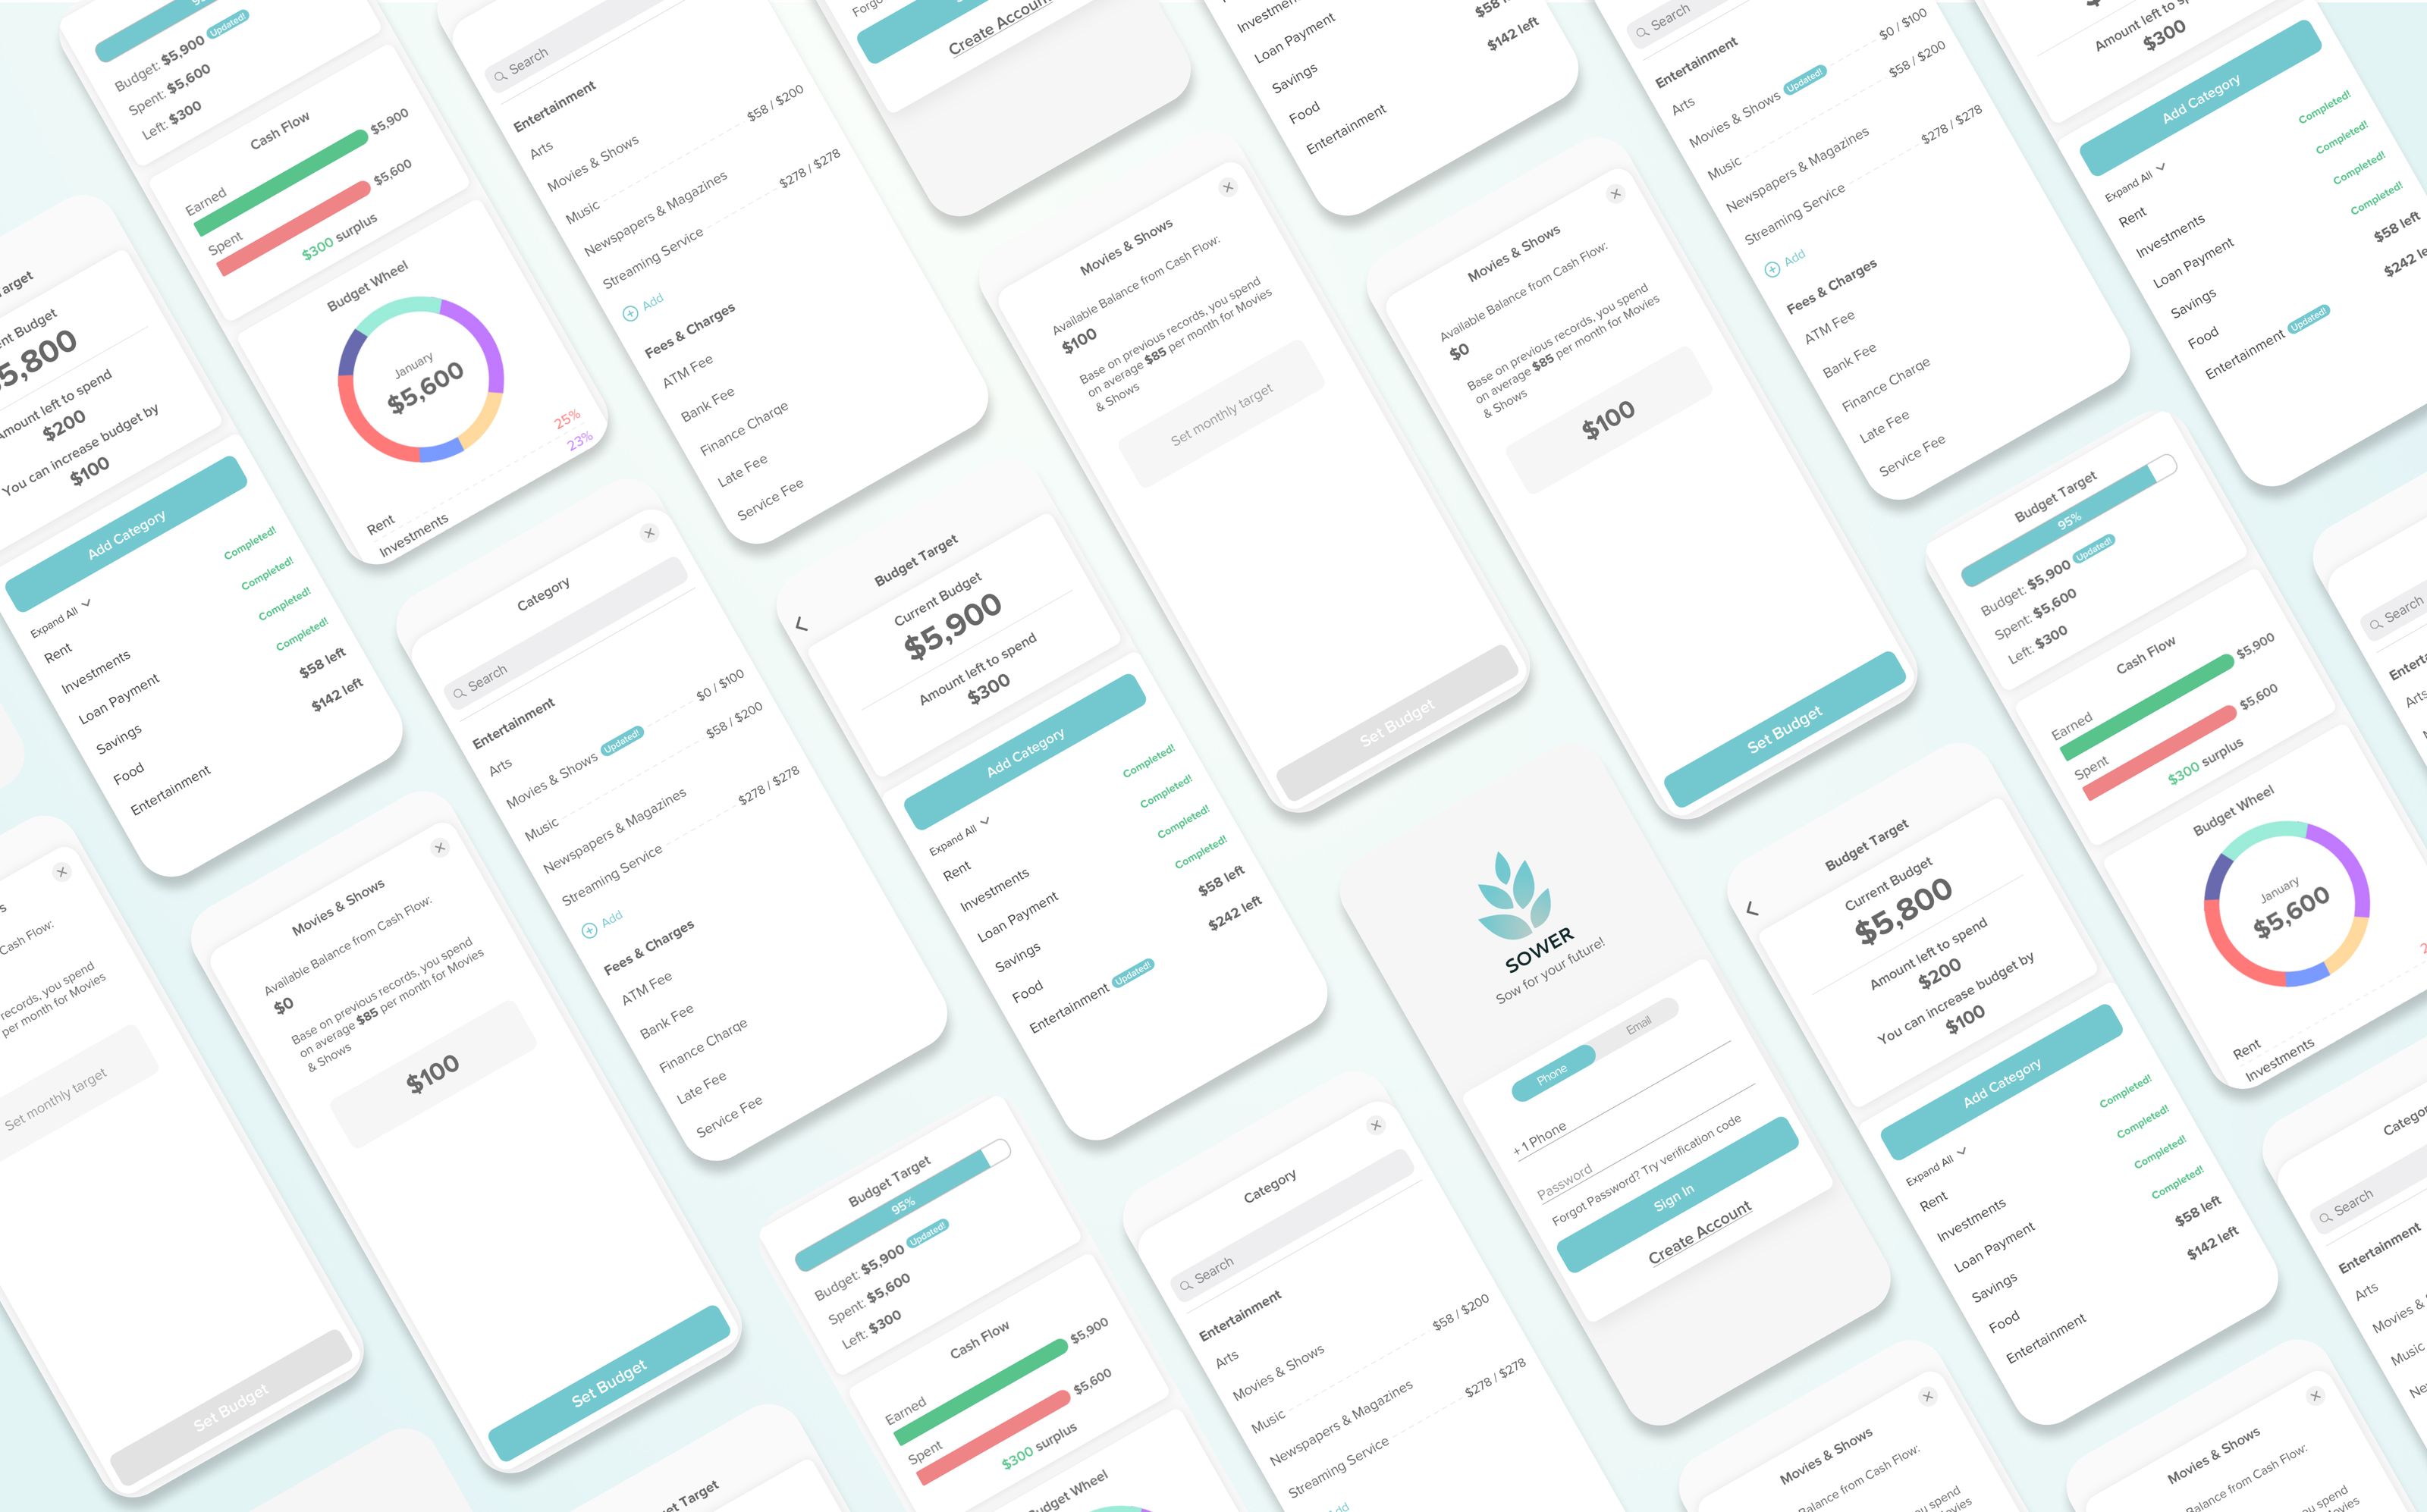 Budget: $5,900 Updated!
Spent: $5,600
Left: $300
Cash Flow
Earned
$5,900
Spent
$5,600
$300 surplus
Budget Wheel
January
$5,600
25%
23%
Rent
Investments
Search
Entertainment
Arts
Movies & Shows
$58 / $200
Music
Newspapers & Magazines
$278 / $278
Streaming Service
Add
Fees & Charges
ATM Fee
Bank Fee
Finance Charge
Late Fee
Service Fee
Create Account
Loan Payment
$142 left
Savings
Food
Entertainment
Search
$0 / $100
Entertainment
Arts
$58 / $200
Movies & Shows Updated!
Music
$278 / $278
Newspapers & Magazines
Streaming Service
Add
Fees & Charges
ATM Fee
Bank Fee
Finance Charge
Late Fee
Service Fee
Amount left to
$300
Add Category
Expand All
Completed!
Rent
Completed!
Investments
Completed!
Loan Payment
Completed!
Savings
$58 left
Food
$242
Entertainment Updated!
Budget
5,800
left to spend
$200
You can increase budget by
$100
Add Category
Expand All
Completed!
Rent
Completed!
Investments
Completed!
Loan Payment
Completed!
Savings
$58 left
Food
$142 left
Entertainment
Movies & Shows
Available Balance from Cash Flow:
$100
Base on previous records, you spend
on average $85 per month for Movies
& Shows
Set monthly target
Set Budget
Movies & Shows
Available Balance from Cash Flow:
$0
Base on previous records, you spend
on average $85 per month for Movies
& Shows
$100
Set Budget
Category
Search
Entertainment
$0 / $100
Arts
$58 / $200
Movies & Shows Updated!
Music
$278 / $278
Newspapers & Magazines
Streaming Service
Add
Fees & Charges
ATM Fee
Bank Fee
Finance Charge
Late Fee
Service Fee
Budget Target
Current Budget
$5,900
Amount left to spend
$300
Add Category
Expand All
Completed!
Rent
Completed!
Investments
Completed!
Loan Payment
Completed!
Savings
$58 left
Food
$242 left
Entertainment Updated!
Budget Target
95%
Budget: $5,900 Updated!
Spent: $5,600
Left: $300
Cash Flow
Earned
$5,900
Spent
$5,600
$300 surplus
Budget Wheel
January
$5,600
Rent
Investments
Search
Arts
Cash Flow:
records, you spend
per month for Movies
Set monthly target
Set Budget
Movies & Shows
Available Balance from Cash Flow:
$0
Base on previous records, you spend
on average $85 per month for Movies
& Shows
$100
Set Budget
SOWER
Sow for your future!
Phone
Email
+1 Phone
Password
Forgot Password? Try verification code
Sign In
Create Account
Budget Target
Current Budget
$5,800
Amount left to spend
$200
You can increase budget by
$100
Add Category
Expand All
Completed!
Rent
Completed!
Investments
Completed!
Loan Payment
Completed!
Savings
$58 left
Food
$142 left
Entertainment
Budget Target
95%
Budget: $5,900 Updated!
Spent: $5,600
Left: $300
Cash Flow
Earned
$5,900
Spent
$5,600
$300 surplus
Wheel
Category
Search
Entertainment
Arts
Movies & Shows
$58 / $200
Music
Newspapers & Magazines
$278 / $278
Streaming Service
Search
Entertainment
Arts
Movies &
Music
Target
Movies & Shows
from Cash Flow:
you spend
Movies & Shows
Balance from Cash Flow:
you spend